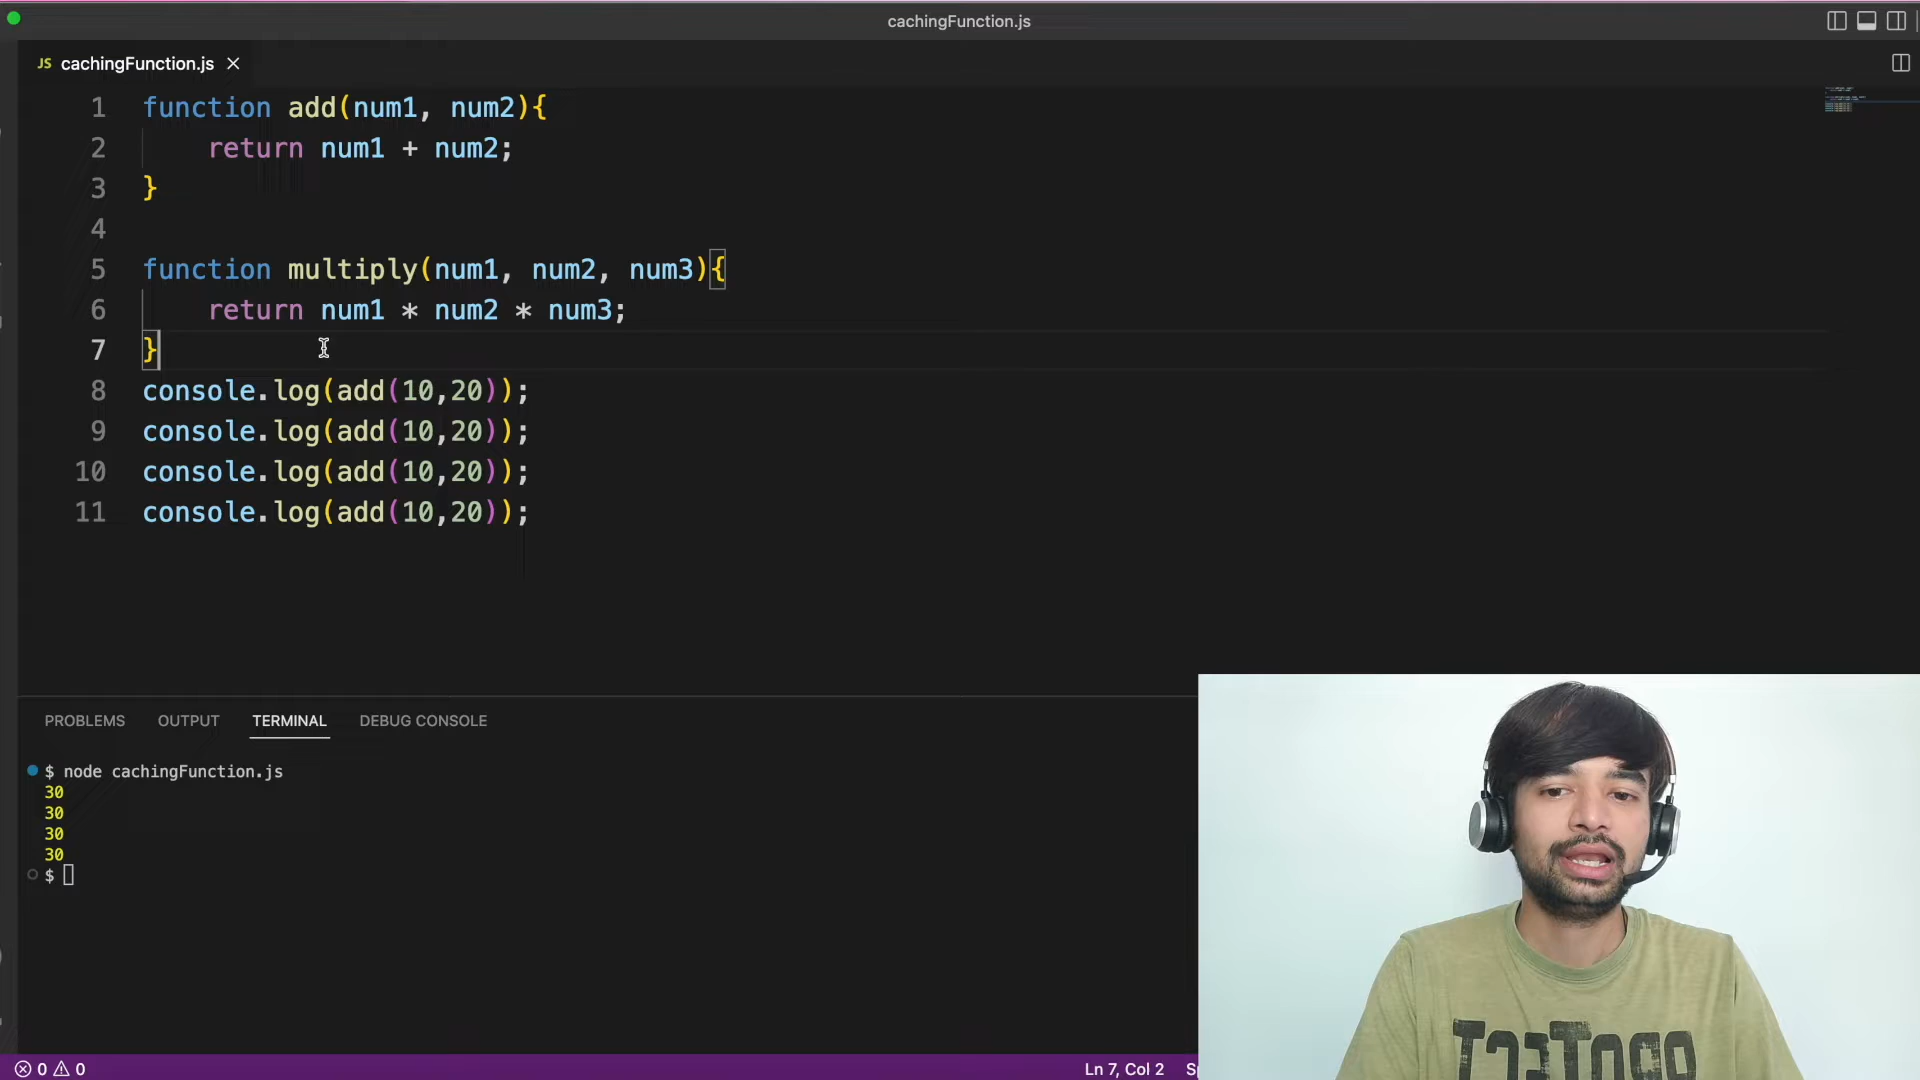 cachingFunction.js
JS cachingFunction.js
1 function add(num1, num2){
2 return num1 + num2;
3 }
4
5 function multiply(num1, num2, num3){
6 return num1 * num2 * num3;
7 }
8 console.log(add(10,20));
9 console.log(add(10,20));
10 console.log(add(10,20));
11 console.log(add(10,20));
PROBLEMS OUTPUT TERMINAL DEBUG CONSOLE
$ node cachingFunction.js
30
30
30
30
$
0 0 Ln 7, Col 2